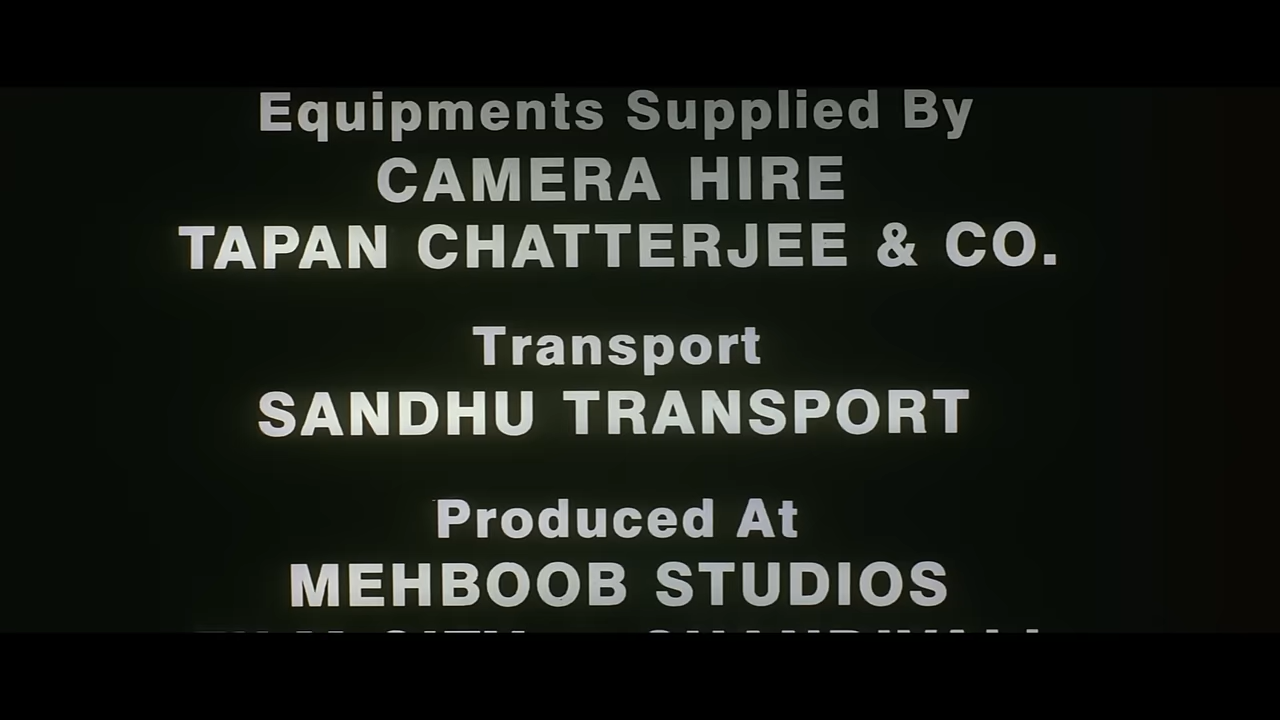 Equipments Supplied By
CAMERA HIRE
TAPAN CHATTERJEE & CO.
Transport
SANDHU TRANSPORT
Produced At
MEHBOOB STUDIOS